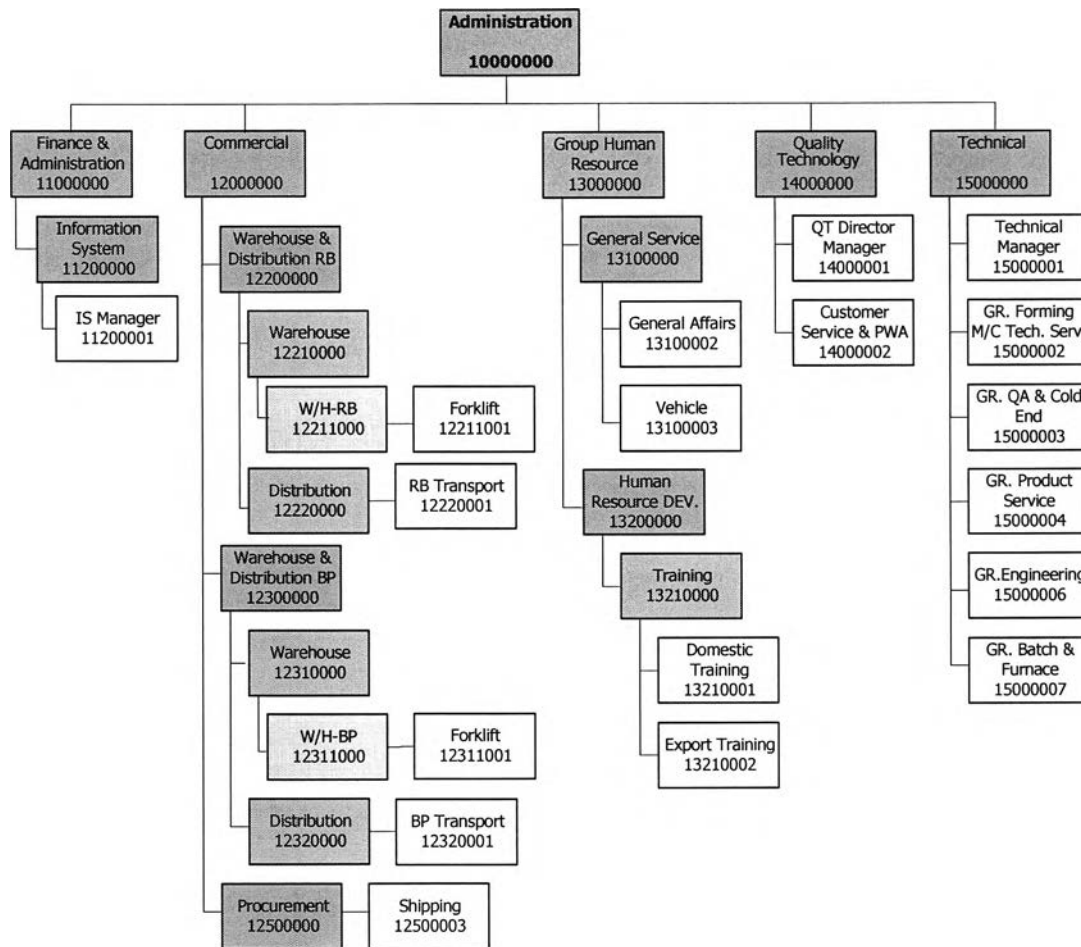 Administration
10000000
Finance &
Administration
11000000
Information
System
11200000
IS Manager
11200001
Commercial
12000000
Warehouse &
Distribution RB
12200000
Warehouse
12210000
W/H-RB
12211000
Forklift
12211001
Distribution
12220000
RB Transport
12220001
Warehouse &
Distribution BP
12300000
Warehouse
12310000
W/H-BP
12311000
Forklift
12311001
Distribution
12320000
BP Transport
12320001
Procurement
12500000
Shipping
12500003
Group Human
Resource
13000000
General Service
13100000
General Affairs
13100002
Vehicle
13100003
Human
Resource DEV.
13200000
Training
13210000
Domestic
Training
13210001
Export Training
13210002
Quality
Technology
14000000
QT Director
Manager
14000001
Customer
Service & PWA
14000002
Technical
15000000
Technical
Manager
15000001
GR. Forming
M/C Tech. Serv
15000002
GR. QA & Cold
End
15000003
GR. Product
Service
15000004
GR.Engineering
15000006
GR. Batch &
Furnace
15000007